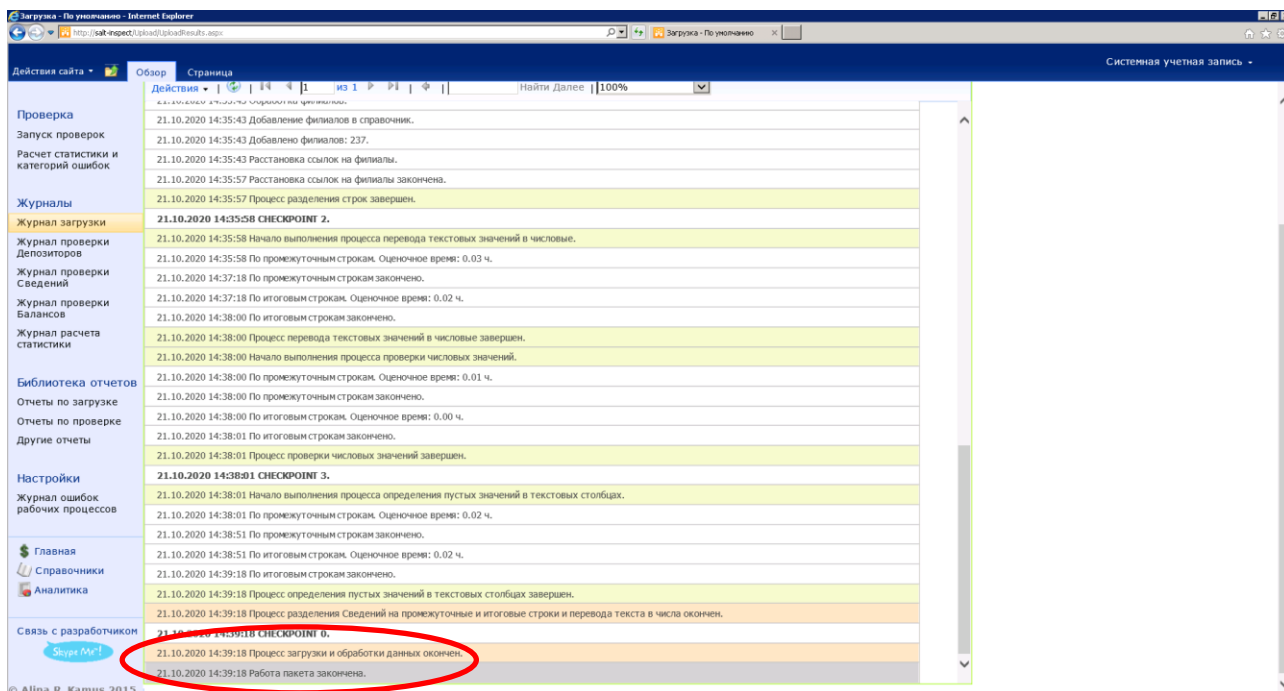 Загрузка - По умолчанию - Internet Explorer
http://salt-inspect/Upload/UploadResults.aspx
Загрузка - По умолчанию
Действия сайта
Обзор
Страница
Системная учетная запись
Действия
1
из 1
Найти Далее
100%
Проверка
Запуск проверок
Расчет статистики и
категорий ошибок
Журналы
Журнал загрузки
Журнал проверки
Депозиторов
Журнал проверки
Сведений
Журнал проверки
Балансов
Журнал расчета
статистики
Библиотека отчетов
Отчеты по загрузке
Отчеты по проверке
Другие отчеты
Настройки
Журнал ошибок
рабочих процессов
Главная
Справочники
Аналитика
Связь с разработчиком
Skype Me™!
© Alina R. Kamus 2015
21.10.2020 14:35:43 Обработка филиалов.
21.10.2020 14:35:43 Добавление филиалов в справочник.
21.10.2020 14:35:43 Добавлено филиалов: 237.
21.10.2020 14:35:43 Расстановка ссылок на филиалы.
21.10.2020 14:35:57 Расстановка ссылок на филиалы закончена.
21.10.2020 14:35:57 Процесс разделения строк завершен.
21.10.2020 14:35:58 CHECKPOINT 2.
21.10.2020 14:35:58 Начало выполнения процесса перевода текстовых значений в числовые.
21.10.2020 14:35:58 По промежуточным строкам. Оценочное время: 0.03 ч.
21.10.2020 14:37:18 По промежуточным строкам закончено.
21.10.2020 14:37:18 По итоговым строкам. Оценочное время: 0.02 ч.
21.10.2020 14:38:00 По итоговым строкам закончено.
21.10.2020 14:38:00 Процесс перевода текстовых значений в числовые завершен.
21.10.2020 14:38:00 Начало выполнения процесса проверки числовых значений.
21.10.2020 14:38:00 По промежуточным строкам. Оценочное время: 0.01 ч.
21.10.2020 14:38:00 По промежуточным строкам закончено.
21.10.2020 14:38:00 По итоговым строкам. Оценочное время: 0.00 ч.
21.10.2020 14:38:01 По итоговым строкам закончено.
21.10.2020 14:38:01 Процесс проверки числовых значений завершен.
21.10.2020 14:38:01 CHECKPOINT 3.
21.10.2020 14:38:01 Начало выполнения процесса определения пустых значений в текстовых столбцах.
21.10.2020 14:38:01 По промежуточным строкам. Оценочное время: 0.02 ч.
21.10.2020 14:38:51 По промежуточным строкам закончено.
21.10.2020 14:38:51 По итоговым строкам. Оценочное время: 0.02 ч.
21.10.2020 14:39:18 По итоговым строкам закончено.
21.10.2020 14:39:18 Процесс определения пустых значений в текстовых столбцах завершен.
21.10.2020 14:39:18 Процесс разделения Сведений на промежуточные и итоговые строки и перевода текста в числа окончен.
21.10.2020 14:39:18 CHECKPOINT 0.
21.10.2020 14:39:18 Процесс загрузки и обработки данных окончен.
21.10.2020 14:39:18 Работа пакета закончена.